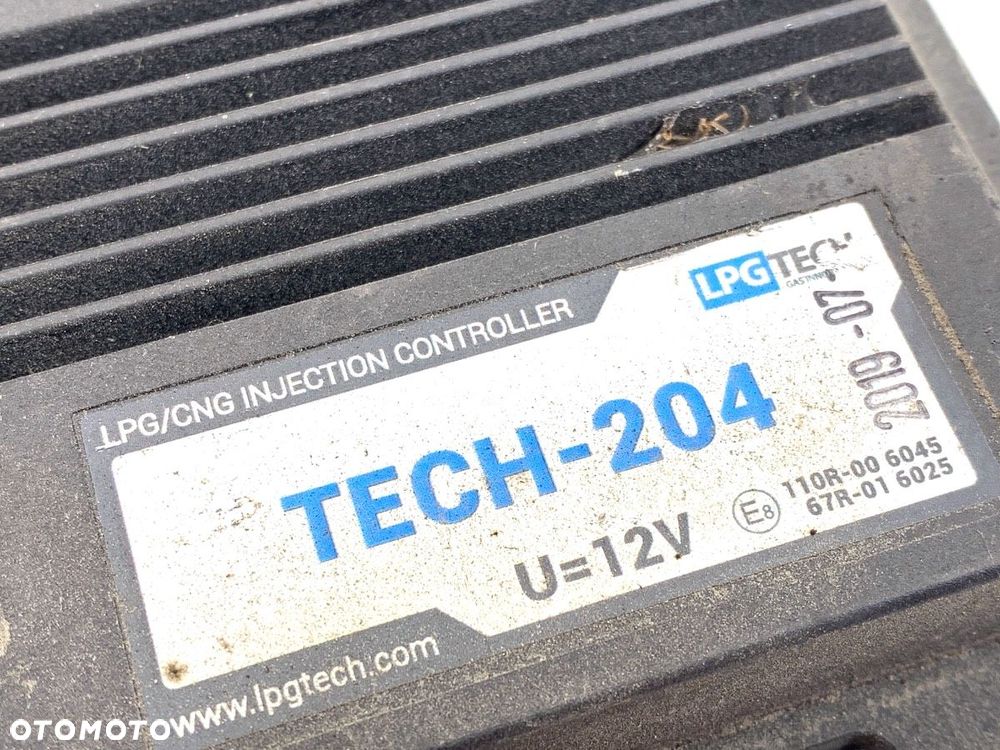 LPGTECH
LPG/CNG INJECTION CONTROLLER
TECH-204
2019-07-
U=12V
E8
110R-00 6045
67R-01 6025
www.lpgtech.com
OTOMOTO